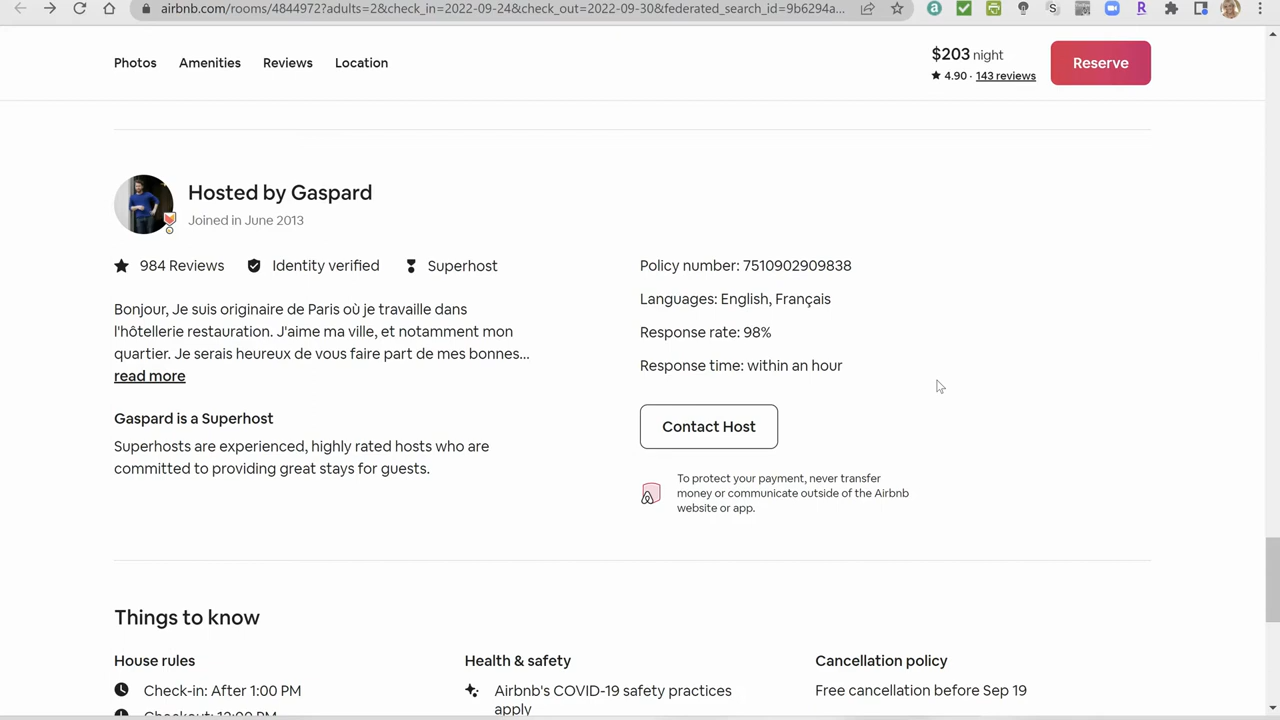 airbnb.com/rooms/4844972?adults=2&check_in=2022-09-24&check_out=2022-09-30&federated_search_id=9b6294a...
Photos
Amenities
Reviews
Location
$203 night
4.90 · 143 reviews
Reserve
Hosted by Gaspard
Joined in June 2013
984 Reviews
Identity verified
Superhost
Bonjour, Je suis originaire de Paris où je travaille dans
l'hôtellerie restauration. J'aime ma ville, et notamment mon
quartier. Je serais heureux de vous faire part de mes bonnes...
read more
Gaspard is a Superhost
Superhosts are experienced, highly rated hosts who are
committed to providing great stays for guests.
Policy number: 7510902909838
Languages: English, Français
Response rate: 98%
Response time: within an hour
Contact Host
To protect your payment, never transfer
money or communicate outside of the Airbnb
website or app.
Things to know
House rules
Check-in: After 1:00 PM
Checkout: 12:00 PM
Health & safety
Airbnb's COVID-19 safety practices
apply
Cancellation policy
Free cancellation before Sep 19